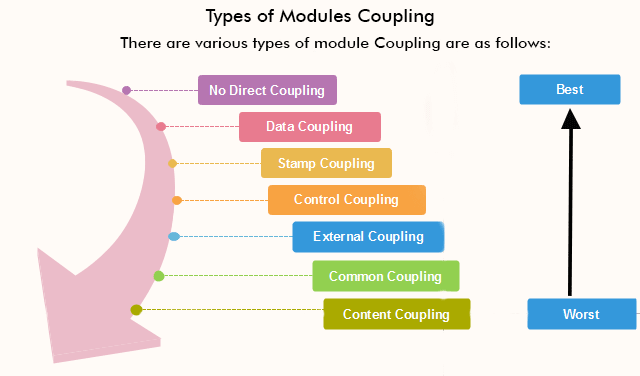 Types of Modules Coupling
There are various types of module Coupling are as follows:
No Direct Coupling
Best
Data Coupling
Stamp Coupling
Control Coupling
External Coupling
Common Coupling
Content Coupling
Worst